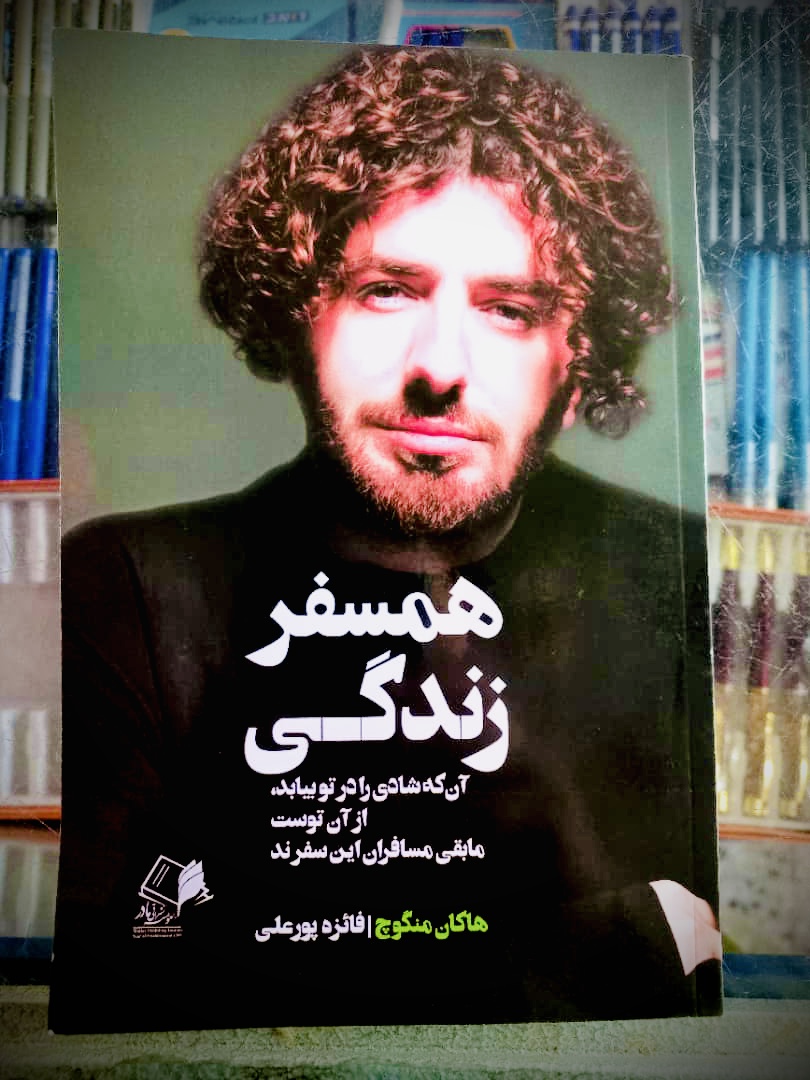 همسفر
زندگی
آن که شادی را در تو بیابد،
از آن توست
مابقی مسافران این سفرند
هاکان منگوچ | فائزه پورعلی